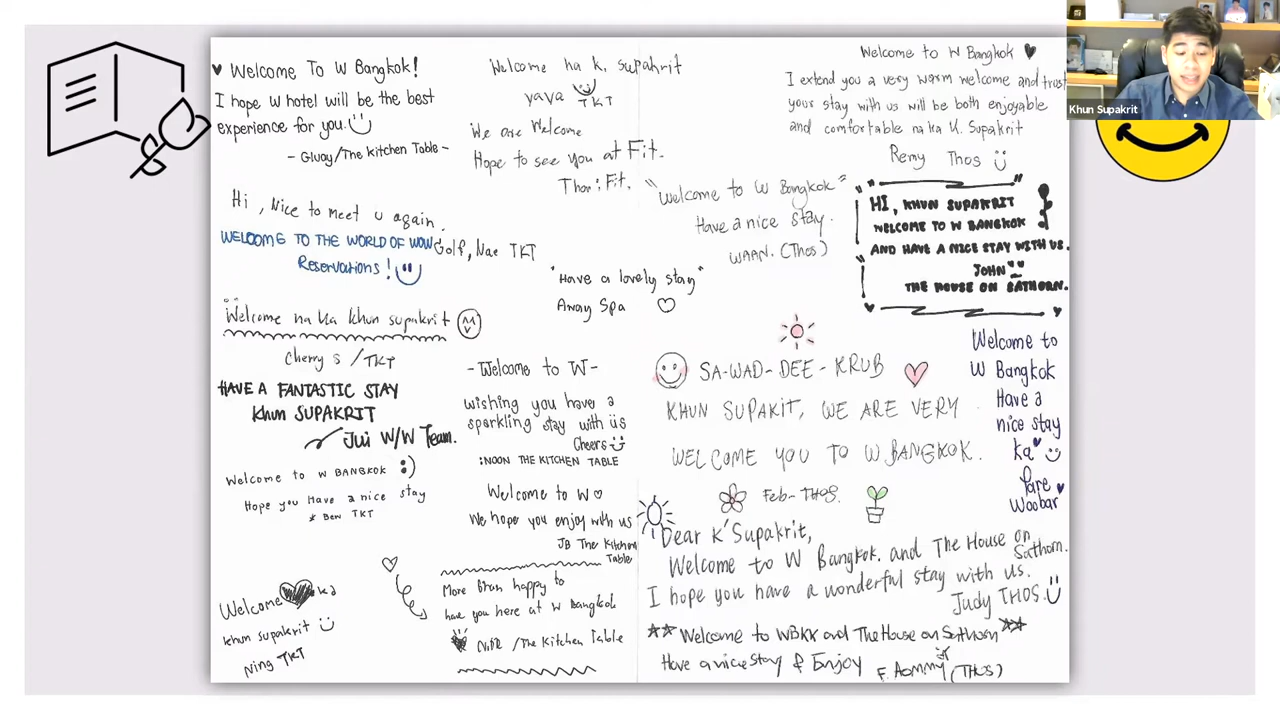 Welcome To W Bangkok!
I hope W hotel will be the best
experience for you.
- Gluay/The Kitchen Table -
Hi, Nice to meet u again.
Golf, Nae TKT
WELCOME TO THE WORLD OF WOW
Reservations!
Welcome na ka khun supakrit
Cherry s /TKT
HAVE A FANTASTIC STAY
Khun SUPAKRIT
Jui W/W Team.
Welcome to W BANGKOK :)
Hope you Have a nice stay
* Bew TKT
Welcome ka
khun supakrit
Ning TKT
Welcome na k. supakrit
yaya TKT
We are Welcome
Hope to see you at Fit.
Fit.
"Have a lovely stay"
Away Spa
- Welcome to W -
wishing you have a
sparkling stay with us
Cheers
:NOON THE KITCHEN TABLE
Welcome to W
We hope you enjoy with us
JB The Kitchen
Table
More than happy to
have you here at W Bangkok
/The Kitchen Table
Welcome to W Bangkok
I extend you a very warm welcome and trust
your stay with us will be both enjoyable
and comfortable na ka K. Supakrit
Remy Thos
"Welcome to W Bangkok"
Have a nice stay.
WAAN. (Thos)
HI, KHUN SUPAKRIT
WELCOME TO W BANGKOK
AND HAVE A NICE STAY WITH US.
JOHN
THE HOUSE ON SATHORN.
SA-WAD-DEE-KRUB
KHUN SUPAKIT, WE ARE VERY
WELCOME YOU TO W BANGKOK.
Feb-THOS.
Welcome to
W Bangkok
Have a
nice stay
ka
Pare
Woobar
Dear K'Supakrit,
Welcome to W Bangkok. and The House on
Sathorn.
I hope you have a wonderful stay with us.
Judy THOS.
Welcome to WBKK and The House on Sathorn
Have a nice stay & Enjoy
F. Aommy (THOS)
Khun Supakrit